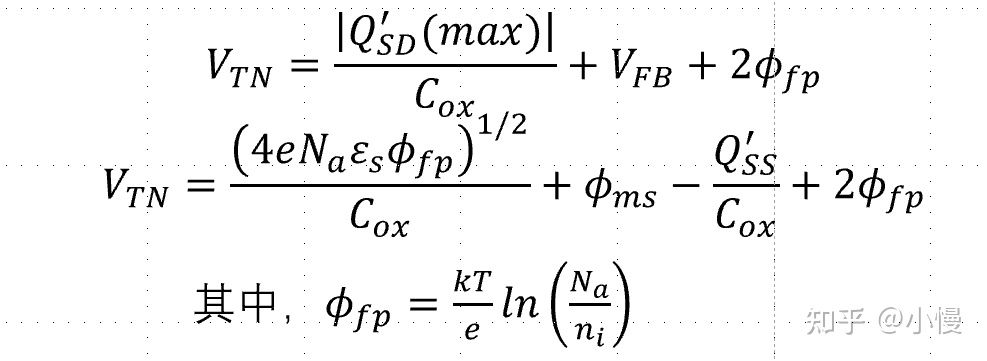 V_{TN} = \frac{|Q'_{SD}(max)|}{C_{ox}} + V_{FB} + 2\phi_{fp}
V_{TN} = \frac{(4eN_a\varepsilon_s\phi_{fp})^{1/2}}{C_{ox}} + \phi_{ms} - \frac{Q'_{SS}}{C_{ox}} + 2\phi_{fp}
其中，\phi_{fp} = \frac{kT}{e} ln\left(\frac{N_a}{n_i}\right)
知乎 @小慢